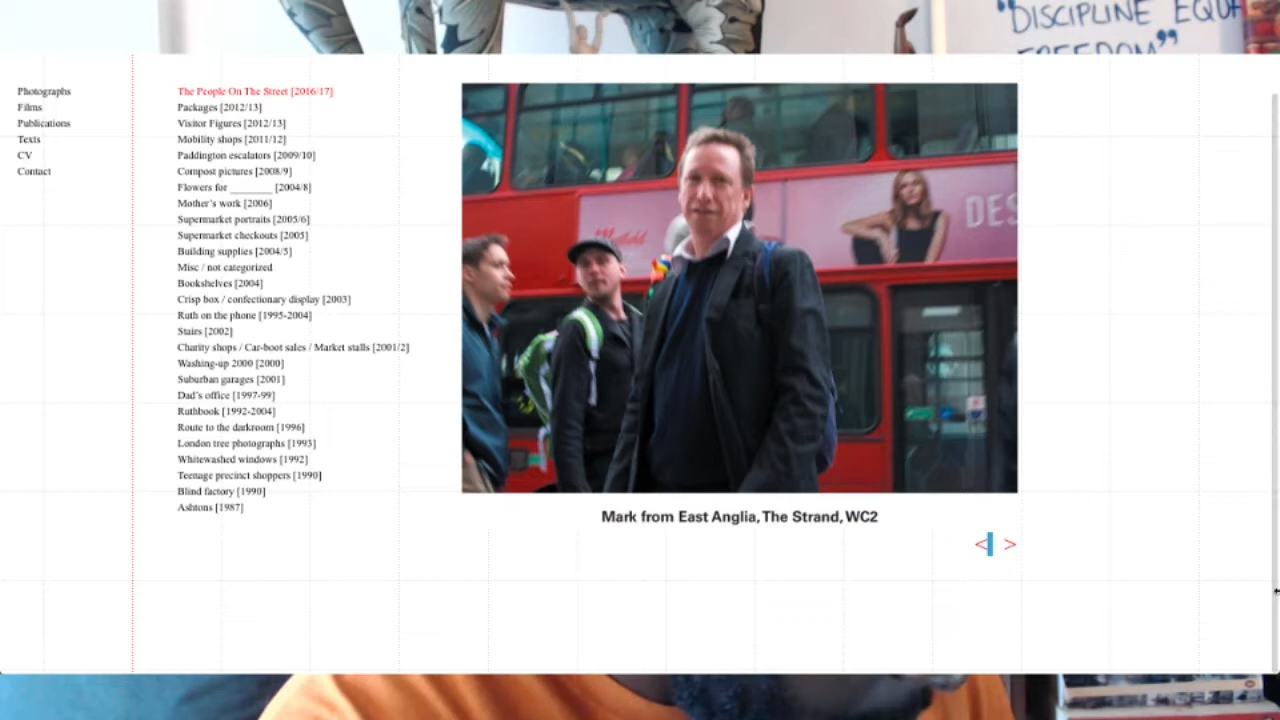 "DISCIPLINE EQU
FREEDOM"
Photographs
Films
Publications
Texts
CV
Contact
The People On The Street [2016/17]
Packages [2012/13]
Visitor Figures [2012/13]
Mobility shops [2011/12]
Paddington escalators [2009/10]
Compost pictures [2008/9]
Flowers for ________ [2004/8]
Mother's work [2006]
Supermarket portraits [2005/6]
Supermarket checkouts [2005]
Building supplies [2004/5]
Misc / not categorized
Bookshelves [2004]
Crisp box / confectionary display [2003]
Ruth on the phone [1995-2004]
Stairs [2002]
Charity shops / Car-boot sales / Market stalls [2001/2]
Washing-up 2000 [2000]
Suburban garages [2001]
Dad's office [1997-99]
Ruthbook [1992-2004]
Route to the darkroom [1996]
London tree photographs [1993]
Whitewashed windows [1992]
Teenage precinct shoppers [1990]
Blind factory [1990]
Ashtons [1987]
Westfield
DES
Mark from East Anglia, The Strand, WC2
< >